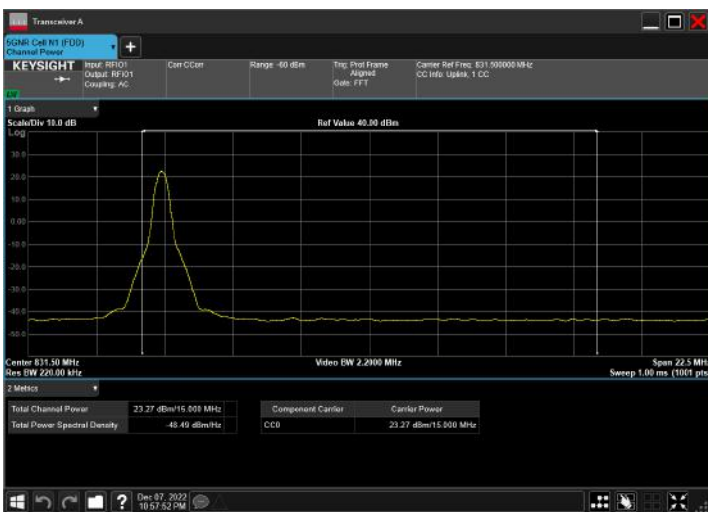 Transceiver A
5GNR Cell N1 (FDD)
Channel Power
KEYSIGHT
Input: RFIO1
Output: RFIO1
Coupling: AC
Corr CCorr
Range: -60 dBm
Trig: Prot Frame
Aligned
Gate: FFT
Carrier Ref Freq: 831.500000 MHz
CC Info: Uplink, 1 CC
1 Graph
Scale/Div 10.0 dB
Ref Value 40.00 dBm
Log
30.0
20.0
10.0
0.00
-10.0
-20.0
-30.0
-40.0
-50.0
Center 831.50 MHz
Video BW 2.2000 MHz
Span 22.5 MH
Res BW 220.00 kHz
Sweep 1.00 ms (1001 pts
2 Metrics
Total Channel Power 23.27 dBm/15.000 MHz
Total Power Spectral Density -48.49 dBm/Hz
Component Carrier Carrier Power
CC0 23.27 dBm/15.000 MHz
?
Dec 07, 2022
10:57:52 PM